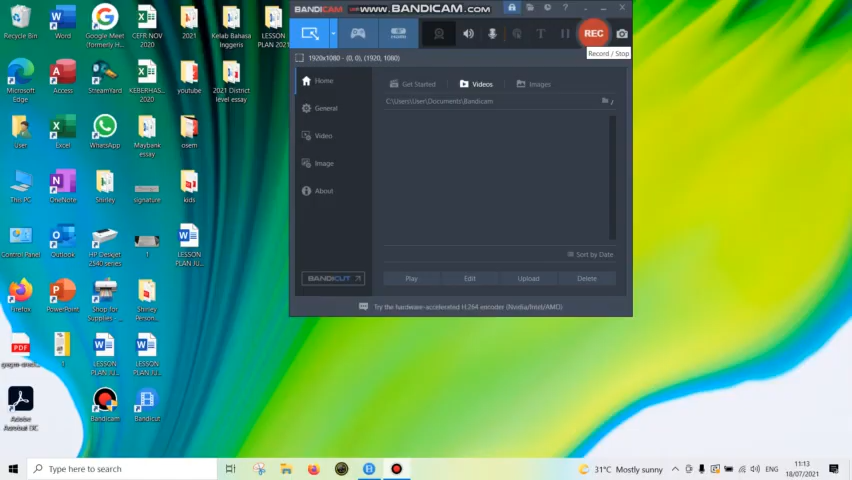 Recycle Bin
Word
Google Meet (formerly H...
CEFR NOV 2020
2021
Kelab Bahasa Inggeris
LESSON PLAN 2021
Microsoft Edge
Access
StreamYard
KEBERHAS... 2020
youtube
2021 District level essay
User
Excel
WhatsApp
Maybank essay
osem
This PC
OneNote
Shirley
signature
kids
Control Panel
Outlook
HP Deskjet 2540 series
1
LESSON PLAN JU...
Firefox
PowerPoint
Shop for Supplies - ...
Shirley Person...
PDF
1
LESSON PLAN JU...
LESSON PLAN JU...
Adobe Acrobat DC
Bandicam
Bandicut
BANDICAM
WWW.BANDICAM.COM
REC
Record / Stop
1920x1080 - (0, 0), (1920, 1080)
Home
General
Video
Image
About
BANDICUT
Get Started
Videos
Images
C:\Users\User\Documents\Bandicam
Sort by Date
Play
Edit
Upload
Delete
Try the hardware-accelerated H.264 encoder (Nvidia/Intel/AMD)
Type here to search
31°C Mostly sunny
ENG
11:13
18/07/2021